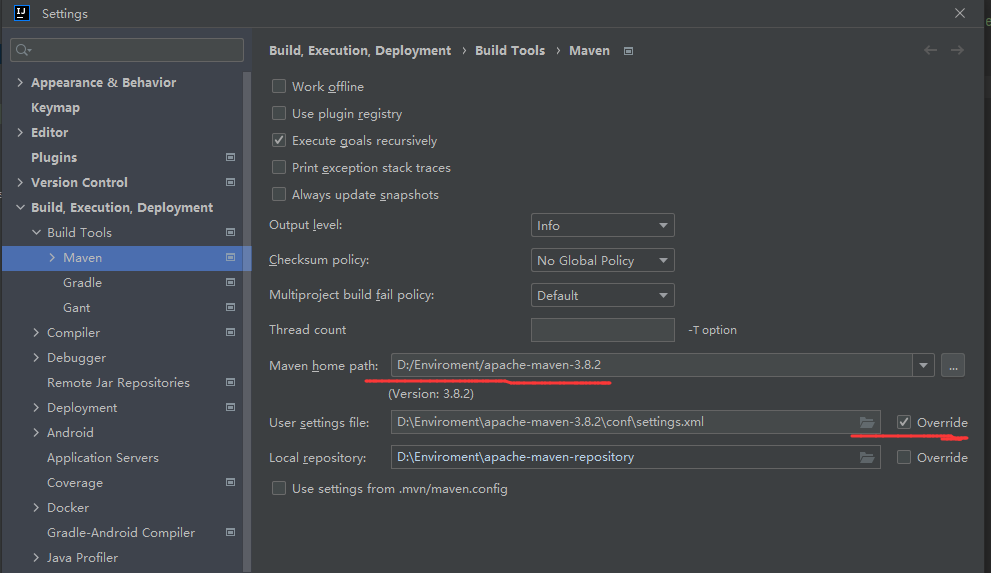 IJ
Settings
Build, Execution, Deployment › Build Tools › Maven
Appearance & Behavior
Keymap
Editor
Plugins
Version Control
Build, Execution, Deployment
Build Tools
Maven
Gradle
Gant
Compiler
Debugger
Remote Jar Repositories
Deployment
Android
Application Servers
Coverage
Docker
Gradle-Android Compiler
Java Profiler
Work offline
Use plugin registry
Execute goals recursively
Print exception stack traces
Always update snapshots
Output level: Info
Checksum policy: No Global Policy
Multiproject build fail policy: Default
Thread count -T option
Maven home path: D:/Enviroment/apache-maven-3.8.2 ...
(Version: 3.8.2)
User settings file: D:\Enviroment\apache-maven-3.8.2\conf\settings.xml Override
Local repository: D:\Enviroment\apache-maven-repository Override
Use settings from .mvn/maven.config